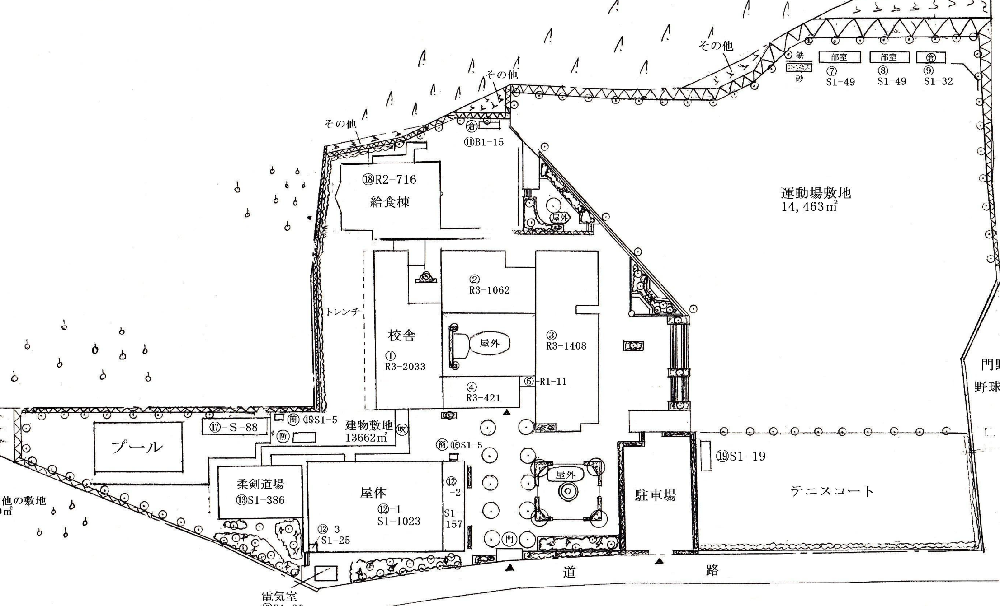 その他
鉄
砂
部室
⑦
S1-49
部室
⑧
S1-49
倉
⑨
S1-32
その他
その他
倉
⑪B1-15
⑱R2-716
給食棟
屋外
運動場敷地
14,463㎡
②
R3-1062
トレンチ
校舎
①
R3-2033
屋外
③
R3-1408
④
R3-421
⑤-R1-11
門野
野球
⑰-S-88
簡 ⑮S1-5
防
建物敷地
13662㎡
吹
プール
簡 ⑯S1-5
⑲S1-19
柔剣道場
⑬S1-386
屋体
⑫-1
S1-1023
⑫
-2
S1-
157
⑫-3
S1-25
屋外
駐車場
テニスコート
他の敷地
㎡
門
道
路
電気室